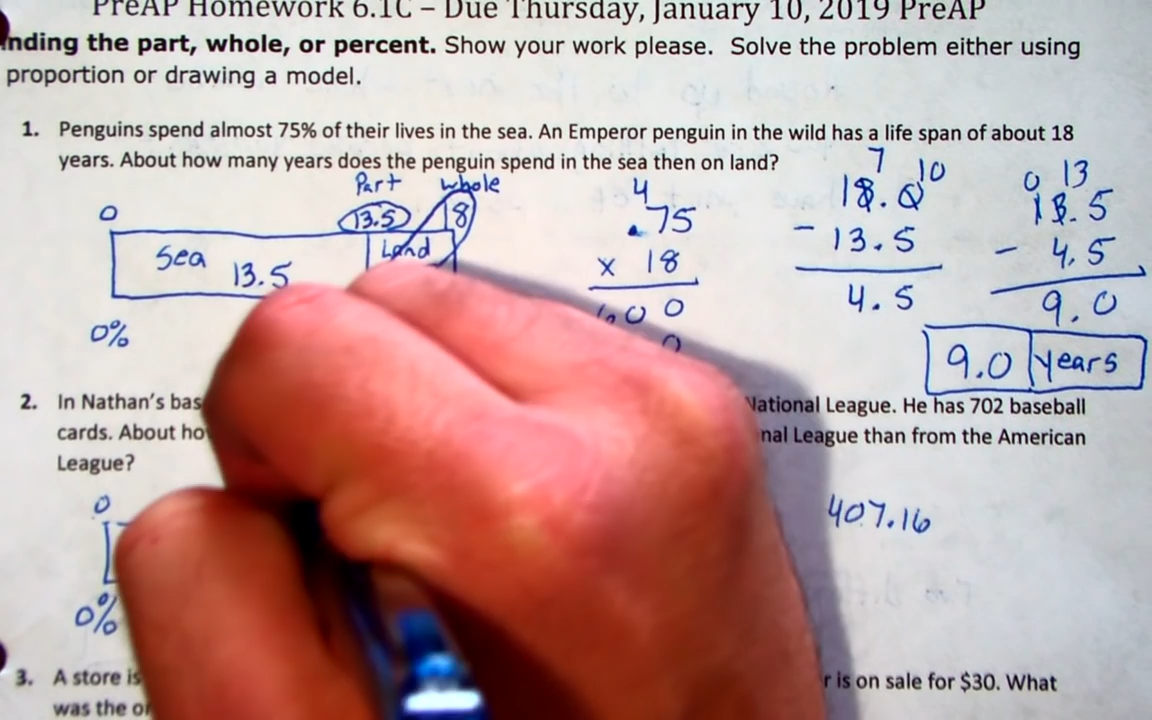 PreAP Homework 6.1C – Due Thursday, January 10, 2019 PreAP
nding the part, whole, or percent. Show your work please. Solve the problem either using
proportion or drawing a model.
1. Penguins spend almost 75% of their lives in the sea. An Emperor penguin in the wild has a life span of about 18
years. About how many years does the penguin spend in the sea then on land?
Part whole
0 13.5 18
Sea 13.5 Land
0%
4
.75
x 18
600
0
7 10
18.0
- 13.5
4.5
0 13
13.5
- 4.5
9.0
9.0 years
2. In Nathan's bas National League. He has 702 baseball
cards. About ho nal League than from the American
League?
0
407.16
0%
3. A store is r is on sale for $30. What
was the or